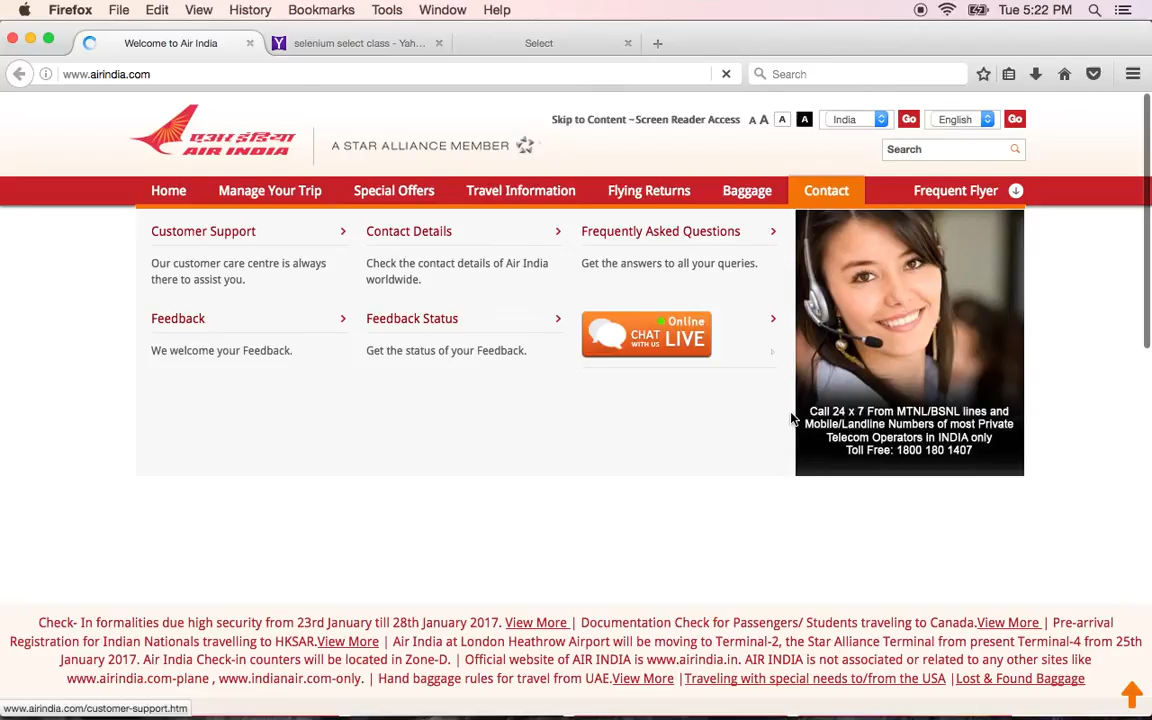 Firefox File Edit View History Bookmarks Tools Window Help Tue 5:22 PM
Welcome to Air India selenium select class - Yah... Select
www.airindia.com Search
Skip to Content ~Screen Reader Access A A A A India Go English Go
एअर इंडिया
AIR INDIA
A STAR ALLIANCE MEMBER
Search
Home Manage Your Trip Special Offers Travel Information Flying Returns Baggage Contact Frequent Flyer
Customer Support Contact Details Frequently Asked Questions
Our customer care centre is always there to assist you.
Check the contact details of Air India worldwide.
Get the answers to all your queries.
Feedback Feedback Status
Online
CHAT WITH US LIVE
We welcome your Feedback. Get the status of your Feedback.
Call 24 x 7 From MTNL/BSNL lines and
Mobile/Landline Numbers of most Private
Telecom Operators in INDIA only
Toll Free: 1800 180 1407
Check- In formalities due high security from 23rd January till 28th January 2017. View More | Documentation Check for Passengers/ Students traveling to Canada.View More | Pre-arrival
Registration for Indian Nationals travelling to HKSAR.View More | Air India at London Heathrow Airport will be moving to Terminal-2, the Star Alliance Terminal from present Terminal-4 from 25th
January 2017. Air India Check-in counters will be located in Zone-D. | Official website of AIR INDIA is www.airindia.in. AIR INDIA is not associated or related to any other sites like
www.airindia.com-plane , www.indianair.com-only. | Hand baggage rules for travel from UAE.View More |Traveling with special needs to/from the USA |Lost & Found Baggage
www.airindia.com/customer-support.htm